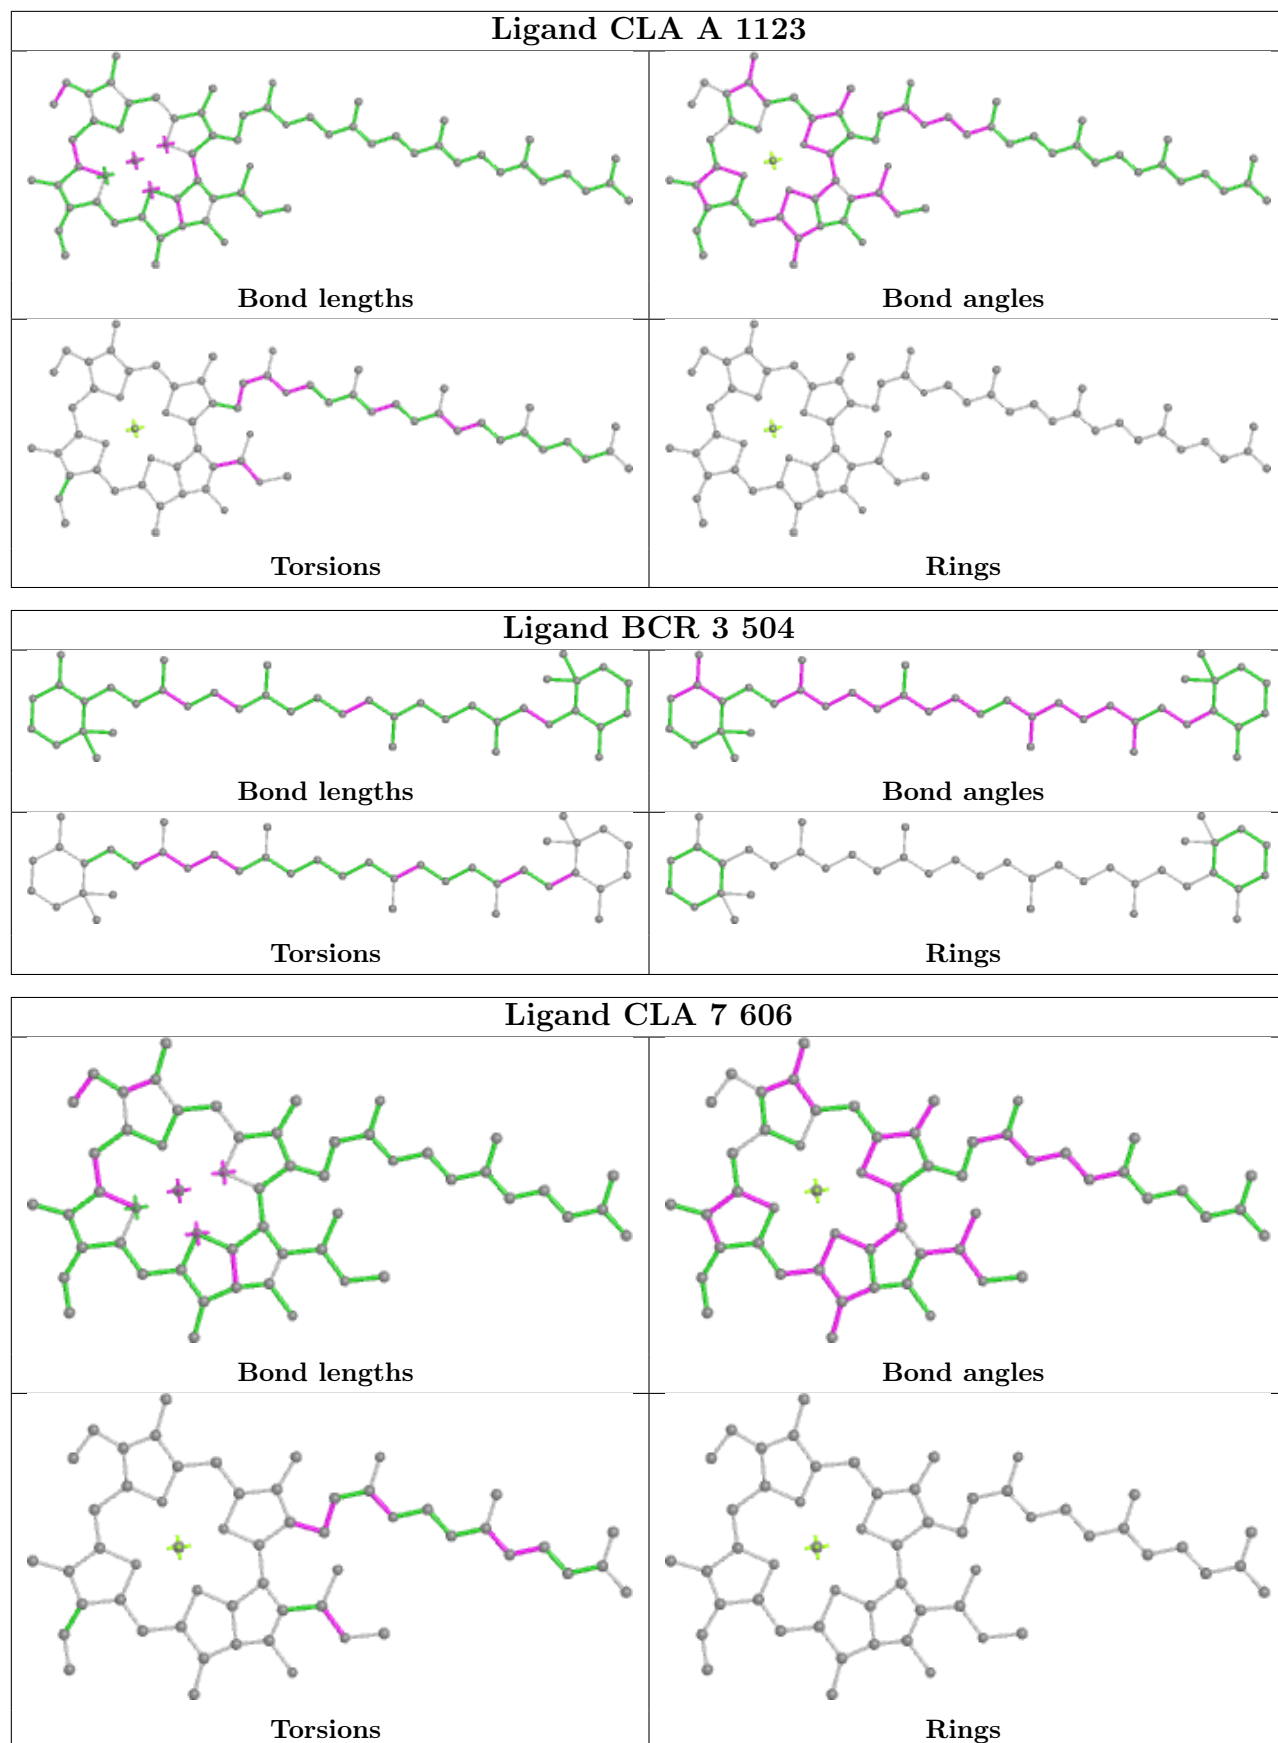 Ligand CLA A 1123
Bond lengths
Bond angles
Torsions
Rings
Ligand BCR 3 504
Bond lengths
Bond angles
Torsions
Rings
Ligand CLA 7 606
Bond lengths
Bond angles
Torsions
Rings